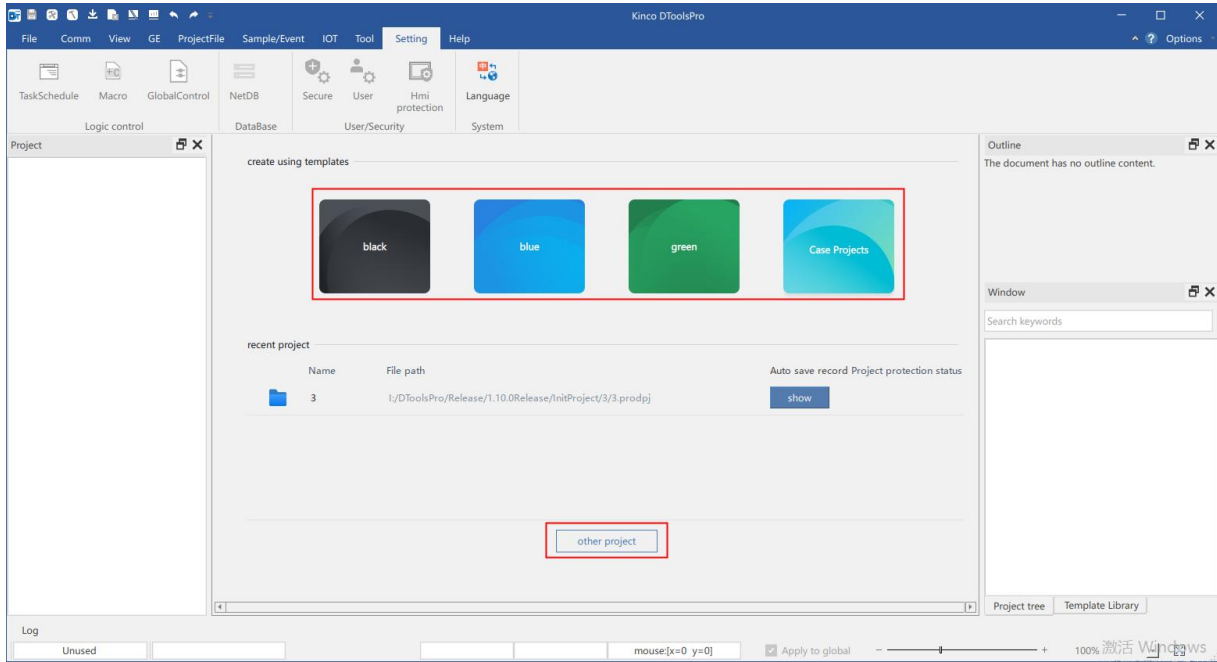 Kinco DToolsPro
File Comm View GE ProjectFile Sample/Event IOT Tool Setting Help
Options
TaskSchedule Macro GlobalControl NetDB Secure User Hmi protection Language
Logic control DataBase User/Security System
Project
create using templates
black blue green Case Projects
recent project
Name File path Auto save record Project protection status
3 I:/DToolsPro/Release/1.10.0Release/InitProject/3/3.prodpj show
other project
Outline
The document has no outline content.
Window
Search keywords
Project tree Template Library
Log
Unused mouse:[x=0 y=0] Apply to global - + 100%
激活 Windows